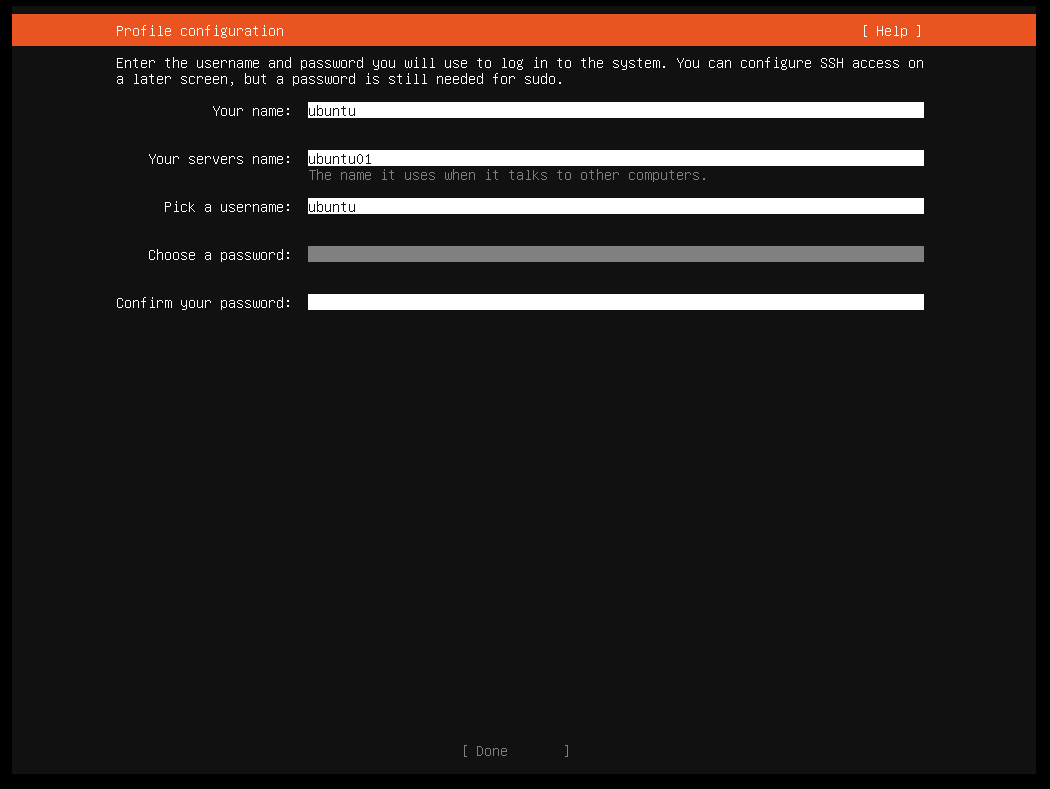 Profile configuration [ Help ]
Enter the username and password you will use to log in to the system. You can configure SSH access on
a later screen, but a password is still needed for sudo.
Your name: ubuntu
Your servers name: ubuntu01
The name it uses when it talks to other computers.
Pick a username: ubuntu
Choose a password:
Confirm your password:
[ Done ]